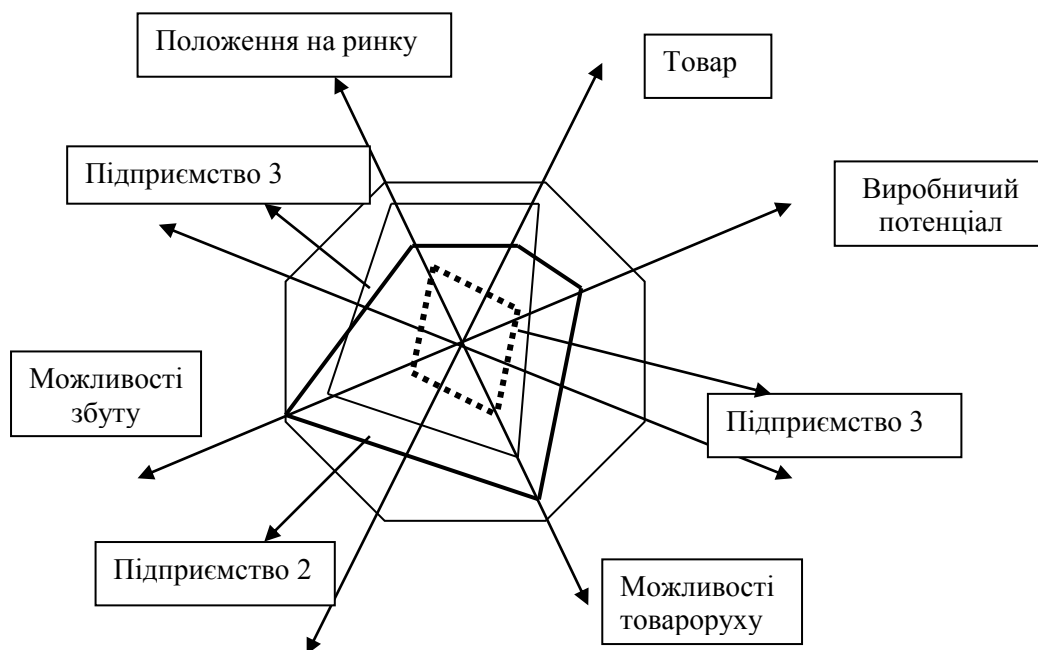 Положення на ринку
Товар
Підприємство 3
Виробничий
потенціал
Можливості
збуту
Підприємство 3
Підприємство 2
Можливості
товароруху